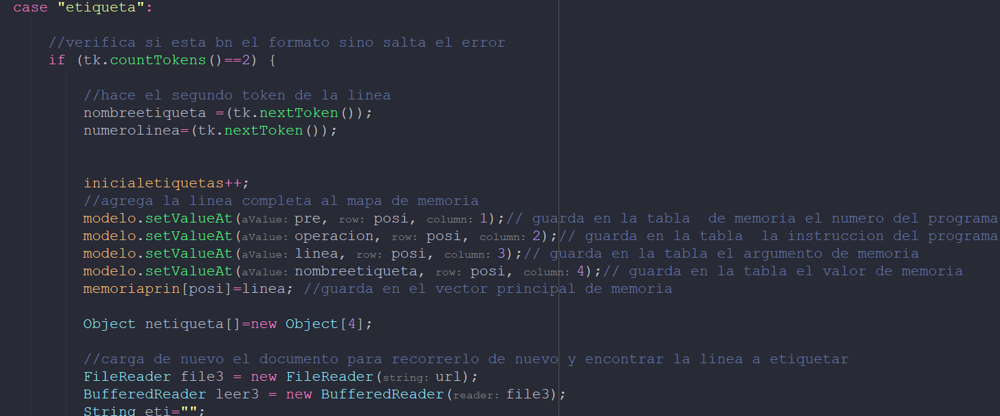 case "etiqueta":
//verifica si esta bn el formato sino salta el error
if (tk.countTokens()==2) {
//hace el segundo token de la linea
nombreetiqueta =(tk.nextToken());
numerolinea=(tk.nextToken());
inicialetiquetas++;
//agrega la linea completa al mapa de memoria
modelo.setValueAt(aValue: pre, row: posi, column: 1);// guarda en la tabla  de memoria el numero del programa
modelo.setValueAt(aValue: operacion, row: posi, column: 2);// guarda en la tabla  la instruccion del programa
modelo.setValueAt(aValue: linea, row: posi, column: 3);// guarda en la tabla el argumento de memoria
modelo.setValueAt(aValue: nombreetiqueta, row: posi, column: 4);// guarda en la tabla el valor de memoria
memoriaprin[posi]=linea; //guarda en el vector principal de memoria
Object netiqueta[]=new Object[4];
//carga de nuevo el documento para recorrerlo de nuevo y encontrar la linea a etiquetar
FileReader file3 = new FileReader(string: url);
BufferedReader leer3 = new BufferedReader(reader: file3);
String eti="";